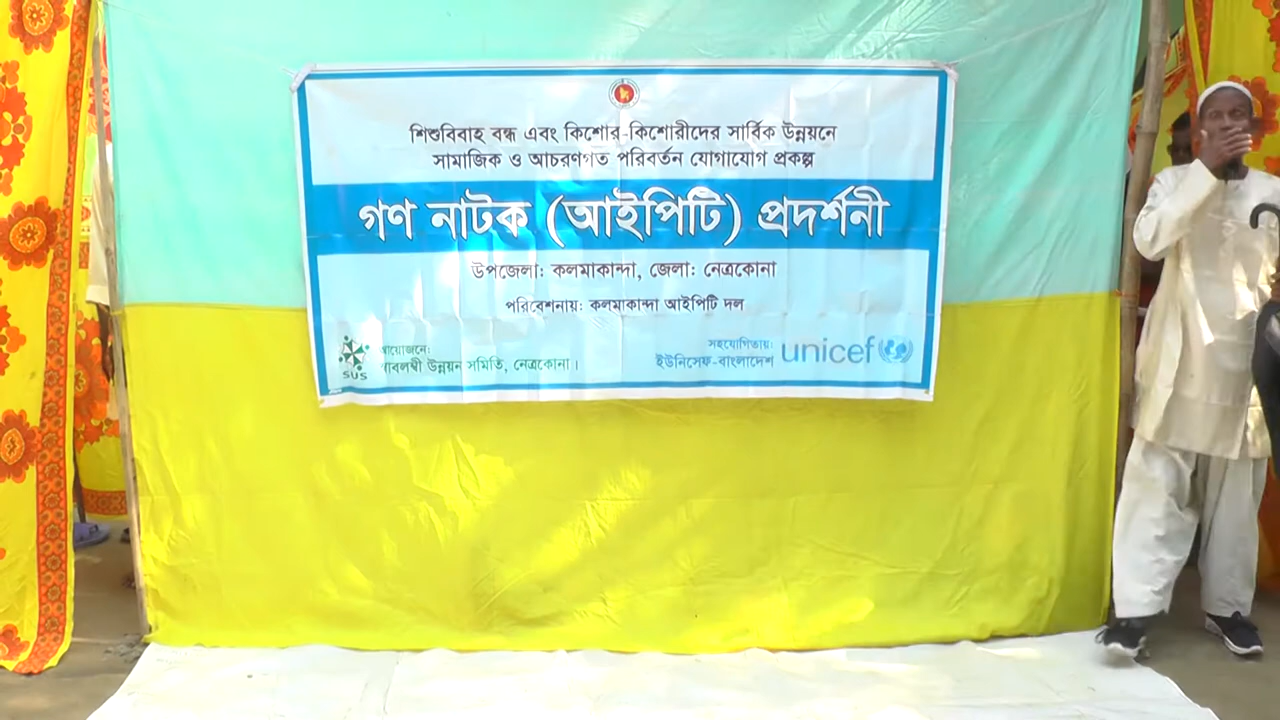 শিশুবিবাহ বন্ধ এবং কিশোর-কিশোরীদের সার্বিক উন্নয়নে
সামাজিক ও আচরণগত পরিবর্তন যোগাযোগ প্রকল্প
গণ নাটক (আইপিটি) প্রদর্শনী
উপজেলা: কলমাকান্দা, জেলা: নেত্রকোনা
পরিবেশনায়: কলমাকান্দা আইপিটি দল
আয়োজনে:
সাবলম্বী উন্নয়ন সমিতি, নেত্রকোনা।
SUS
সহযোগিতায়:
ইউনিসেফ-বাংলাদেশ
unicef